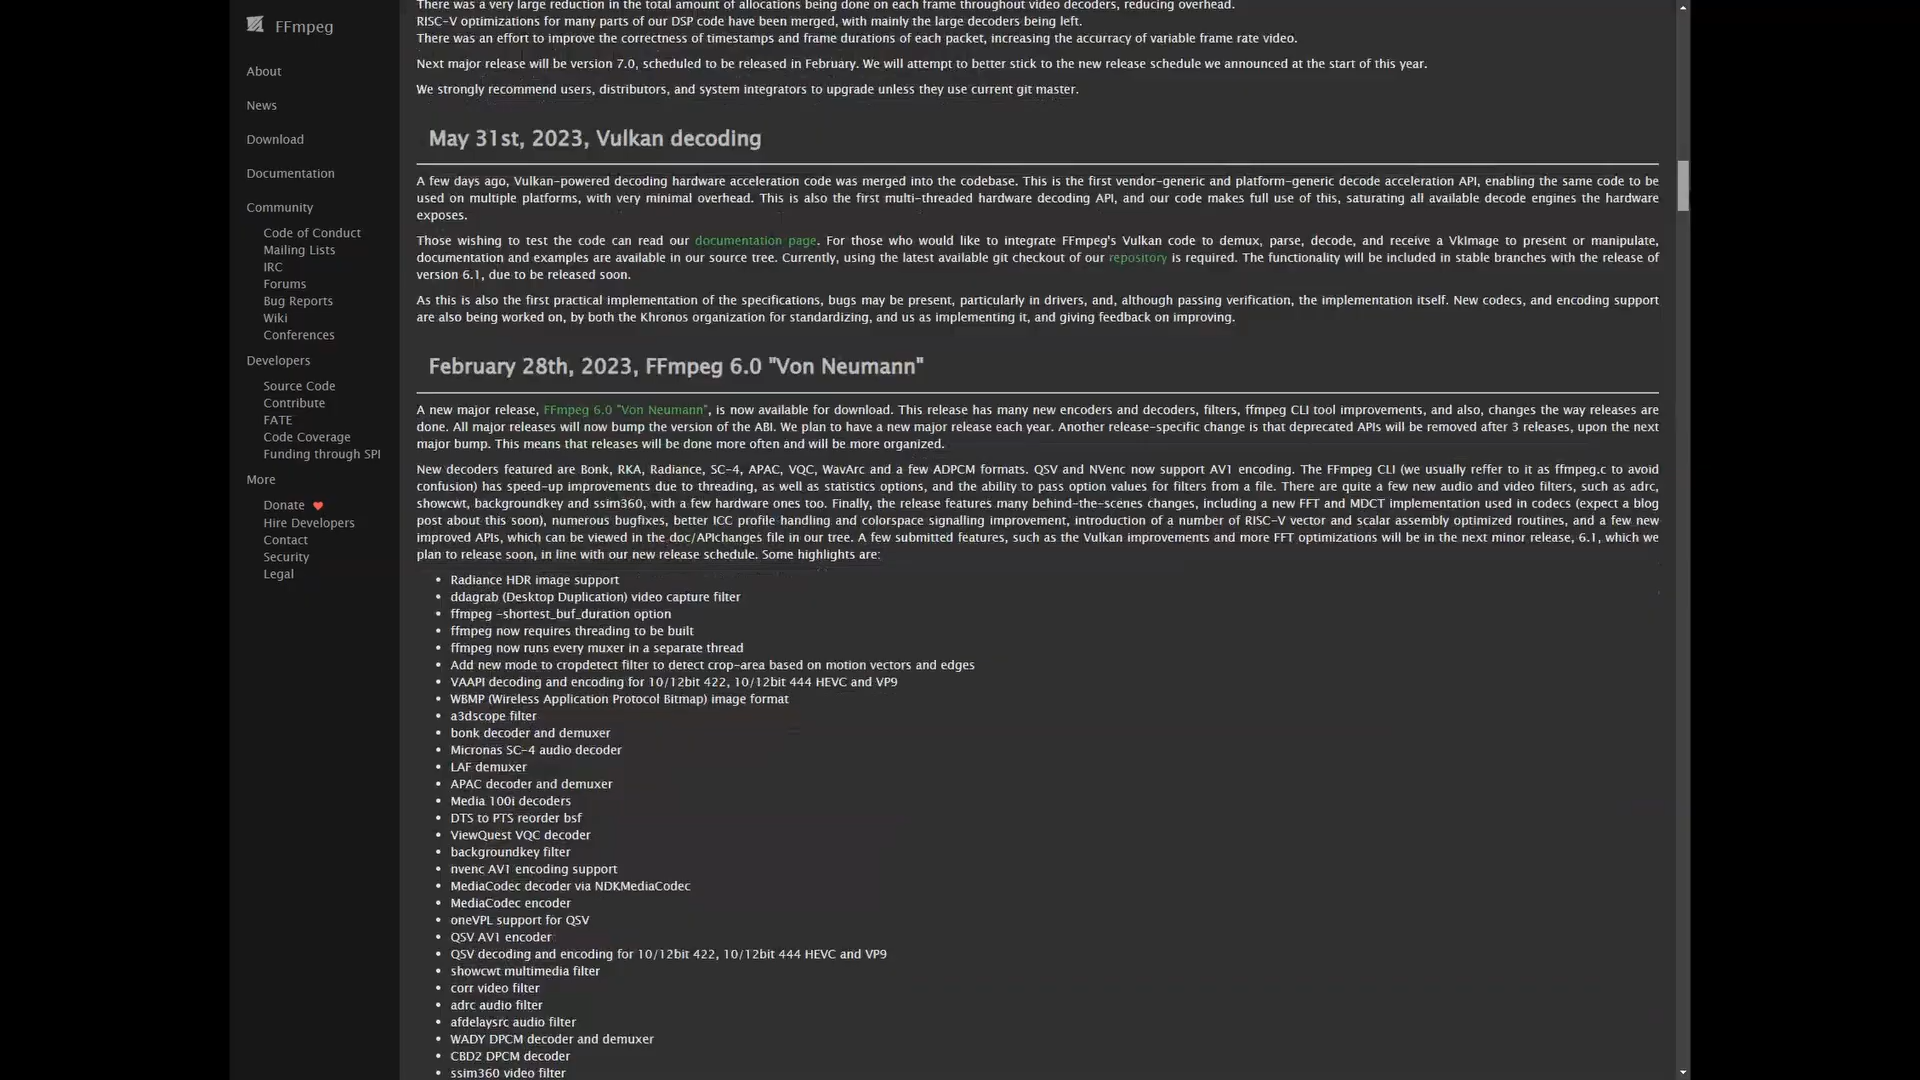 FFmpeg
About
News
Download
Documentation
Community
Code of Conduct
Mailing Lists
IRC
Forums
Bug Reports
Wiki
Conferences
Developers
Source Code
Contribute
FATE
Code Coverage
Funding through SPI
More
Donate
Hire Developers
Contact
Security
Legal
There was a very large reduction in the total amount of allocations being done on each frame throughout video decoders, reducing overhead.
RISC-V optimizations for many parts of our DSP code have been merged, with mainly the large decoders being left.
There was an effort to improve the correctness of timestamps and frame durations of each packet, increasing the accurracy of variable frame rate video.
Next major release will be version 7.0, scheduled to be released in February. We will attempt to better stick to the new release schedule we announced at the start of this year.
We strongly recommend users, distributors, and system integrators to upgrade unless they use current git master.
May 31st, 2023, Vulkan decoding
A few days ago, Vulkan-powered decoding hardware acceleration code was merged into the codebase. This is the first vendor-generic and platform-generic decode acceleration API, enabling the same code to be
used on multiple platforms, with very minimal overhead. This is also the first multi-threaded hardware decoding API, and our code makes full use of this, saturating all available decode engines the hardware
exposes.
Those wishing to test the code can read our documentation page. For those who would like to integrate FFmpeg's Vulkan code to demux, parse, decode, and receive a VkImage to present or manipulate,
documentation and examples are available in our source tree. Currently, using the latest available git checkout of our repository is required. The functionality will be included in stable branches with the release of
version 6.1, due to be released soon.
As this is also the first practical implementation of the specifications, bugs may be present, particularly in drivers, and, although passing verification, the implementation itself. New codecs, and encoding support
are also being worked on, by both the Khronos organization for standardizing, and us as implementing it, and giving feedback on improving.
February 28th, 2023, FFmpeg 6.0 "Von Neumann"
A new major release, FFmpeg 6.0 "Von Neumann", is now available for download. This release has many new encoders and decoders, filters, ffmpeg CLI tool improvements, and also, changes the way releases are
done. All major releases will now bump the version of the ABI. We plan to have a new major release each year. Another release-specific change is that deprecated APIs will be removed after 3 releases, upon the next
major bump. This means that releases will be done more often and will be more organized.
New decoders featured are Bonk, RKA, Radiance, SC-4, APAC, VQC, WavArc and a few ADPCM formats. QSV and NVenc now support AV1 encoding. The FFmpeg CLI (we usually reffer to it as ffmpeg.c to avoid
confusion) has speed-up improvements due to threading, as well as statistics options, and the ability to pass option values for filters from a file. There are quite a few new audio and video filters, such as adrc,
showcwt, backgroundkey and ssim360, with a few hardware ones too. Finally, the release features many behind-the-scenes changes, including a new FFT and MDCT implementation used in codecs (expect a blog
post about this soon), numerous bugfixes, better ICC profile handling and colorspace signalling improvement, introduction of a number of RISC-V vector and scalar assembly optimized routines, and a few new
improved APIs, which can be viewed in the doc/APIchanges file in our tree. A few submitted features, such as the Vulkan improvements and more FFT optimizations will be in the next minor release, 6.1, which we
plan to release soon, in line with our new release schedule. Some highlights are:
• Radiance HDR image support
• ddagrab (Desktop Duplication) video capture filter
• ffmpeg -shortest_buf_duration option
• ffmpeg now requires threading to be built
• ffmpeg now runs every muxer in a separate thread
• Add new mode to cropdetect filter to detect crop-area based on motion vectors and edges
• VAAPI decoding and encoding for 10/12bit 422, 10/12bit 444 HEVC and VP9
• WBMP (Wireless Application Protocol Bitmap) image format
• a3dscope filter
• bonk decoder and demuxer
• Micronas SC-4 audio decoder
• LAF demuxer
• APAC decoder and demuxer
• Media 100i decoders
• DTS to PTS reorder bsf
• ViewQuest VQC decoder
• backgroundkey filter
• nvenc AV1 encoding support
• MediaCodec decoder via NDKMediaCodec
• MediaCodec encoder
• oneVPL support for QSV
• QSV AV1 encoder
• QSV decoding and encoding for 10/12bit 422, 10/12bit 444 HEVC and VP9
• showcwt multimedia filter
• corr video filter
• adrc audio filter
• afdelaysrc audio filter
• WADY DPCM decoder and demuxer
• CBD2 DPCM decoder
• ssim360 video filter